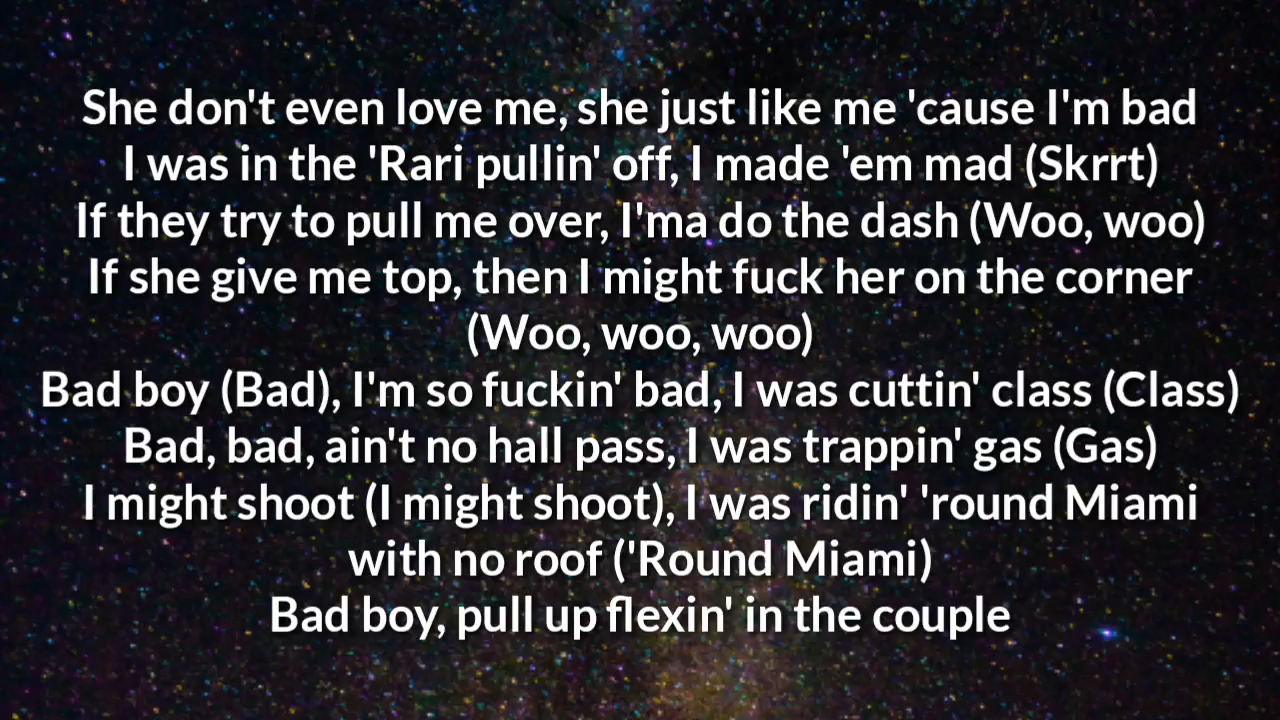 She don't even love me, she just like me 'cause I'm bad
I was in the 'Rari pullin' off, I made 'em mad (Skrrt)
If they try to pull me over, I'ma do the dash (Woo, woo)
If she give me top, then I might fuck her on the corner
(Woo, woo, woo)
Bad boy (Bad), I'm so fuckin' bad, I was cuttin' class (Class)
Bad, bad, ain't no hall pass, I was trappin' gas (Gas)
I might shoot (I might shoot), I was ridin' 'round Miami
with no roof ('Round Miami)
Bad boy, pull up flexin' in the couple